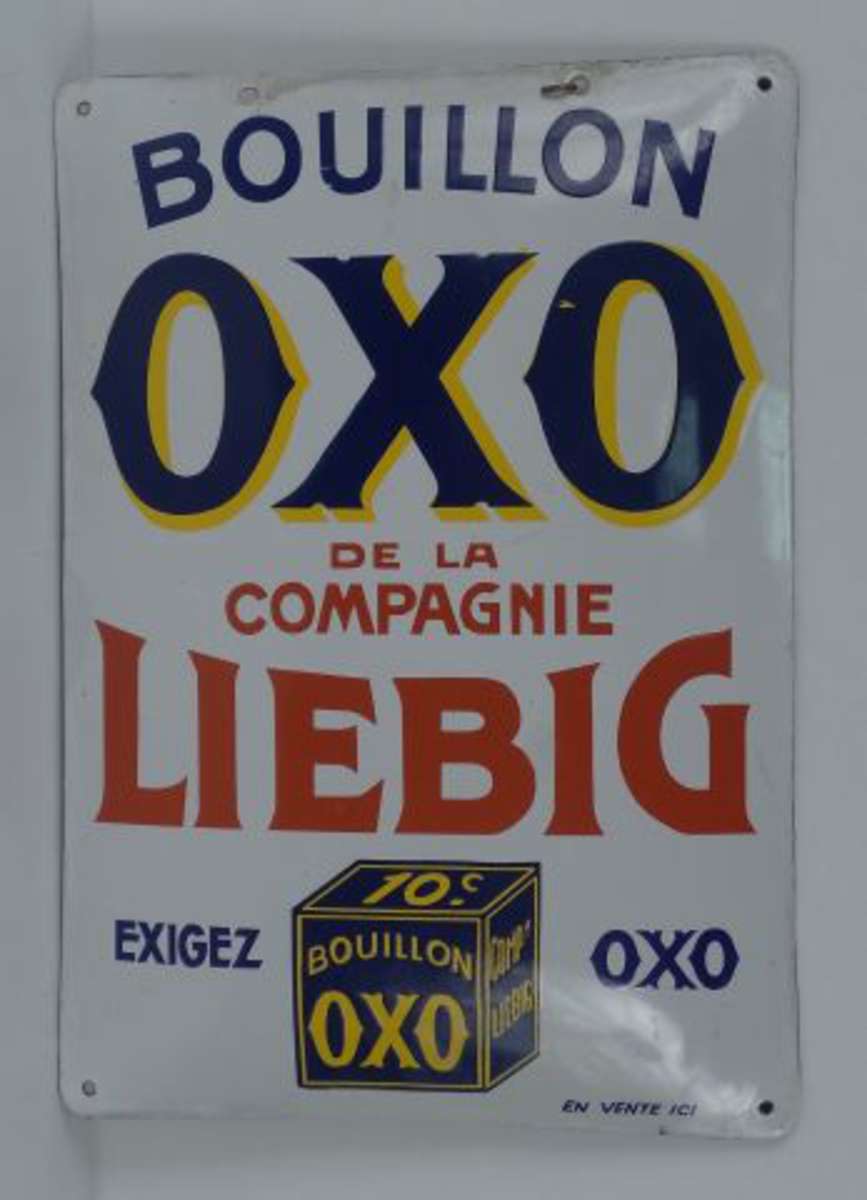 BOUILLON
OXO
DE LA
COMPAGNIE
LIEBIG
EXIGEZ
10.c
BOUILLON
OXO
COMPie
LIEBIG
OXO
EN VENTE ICI